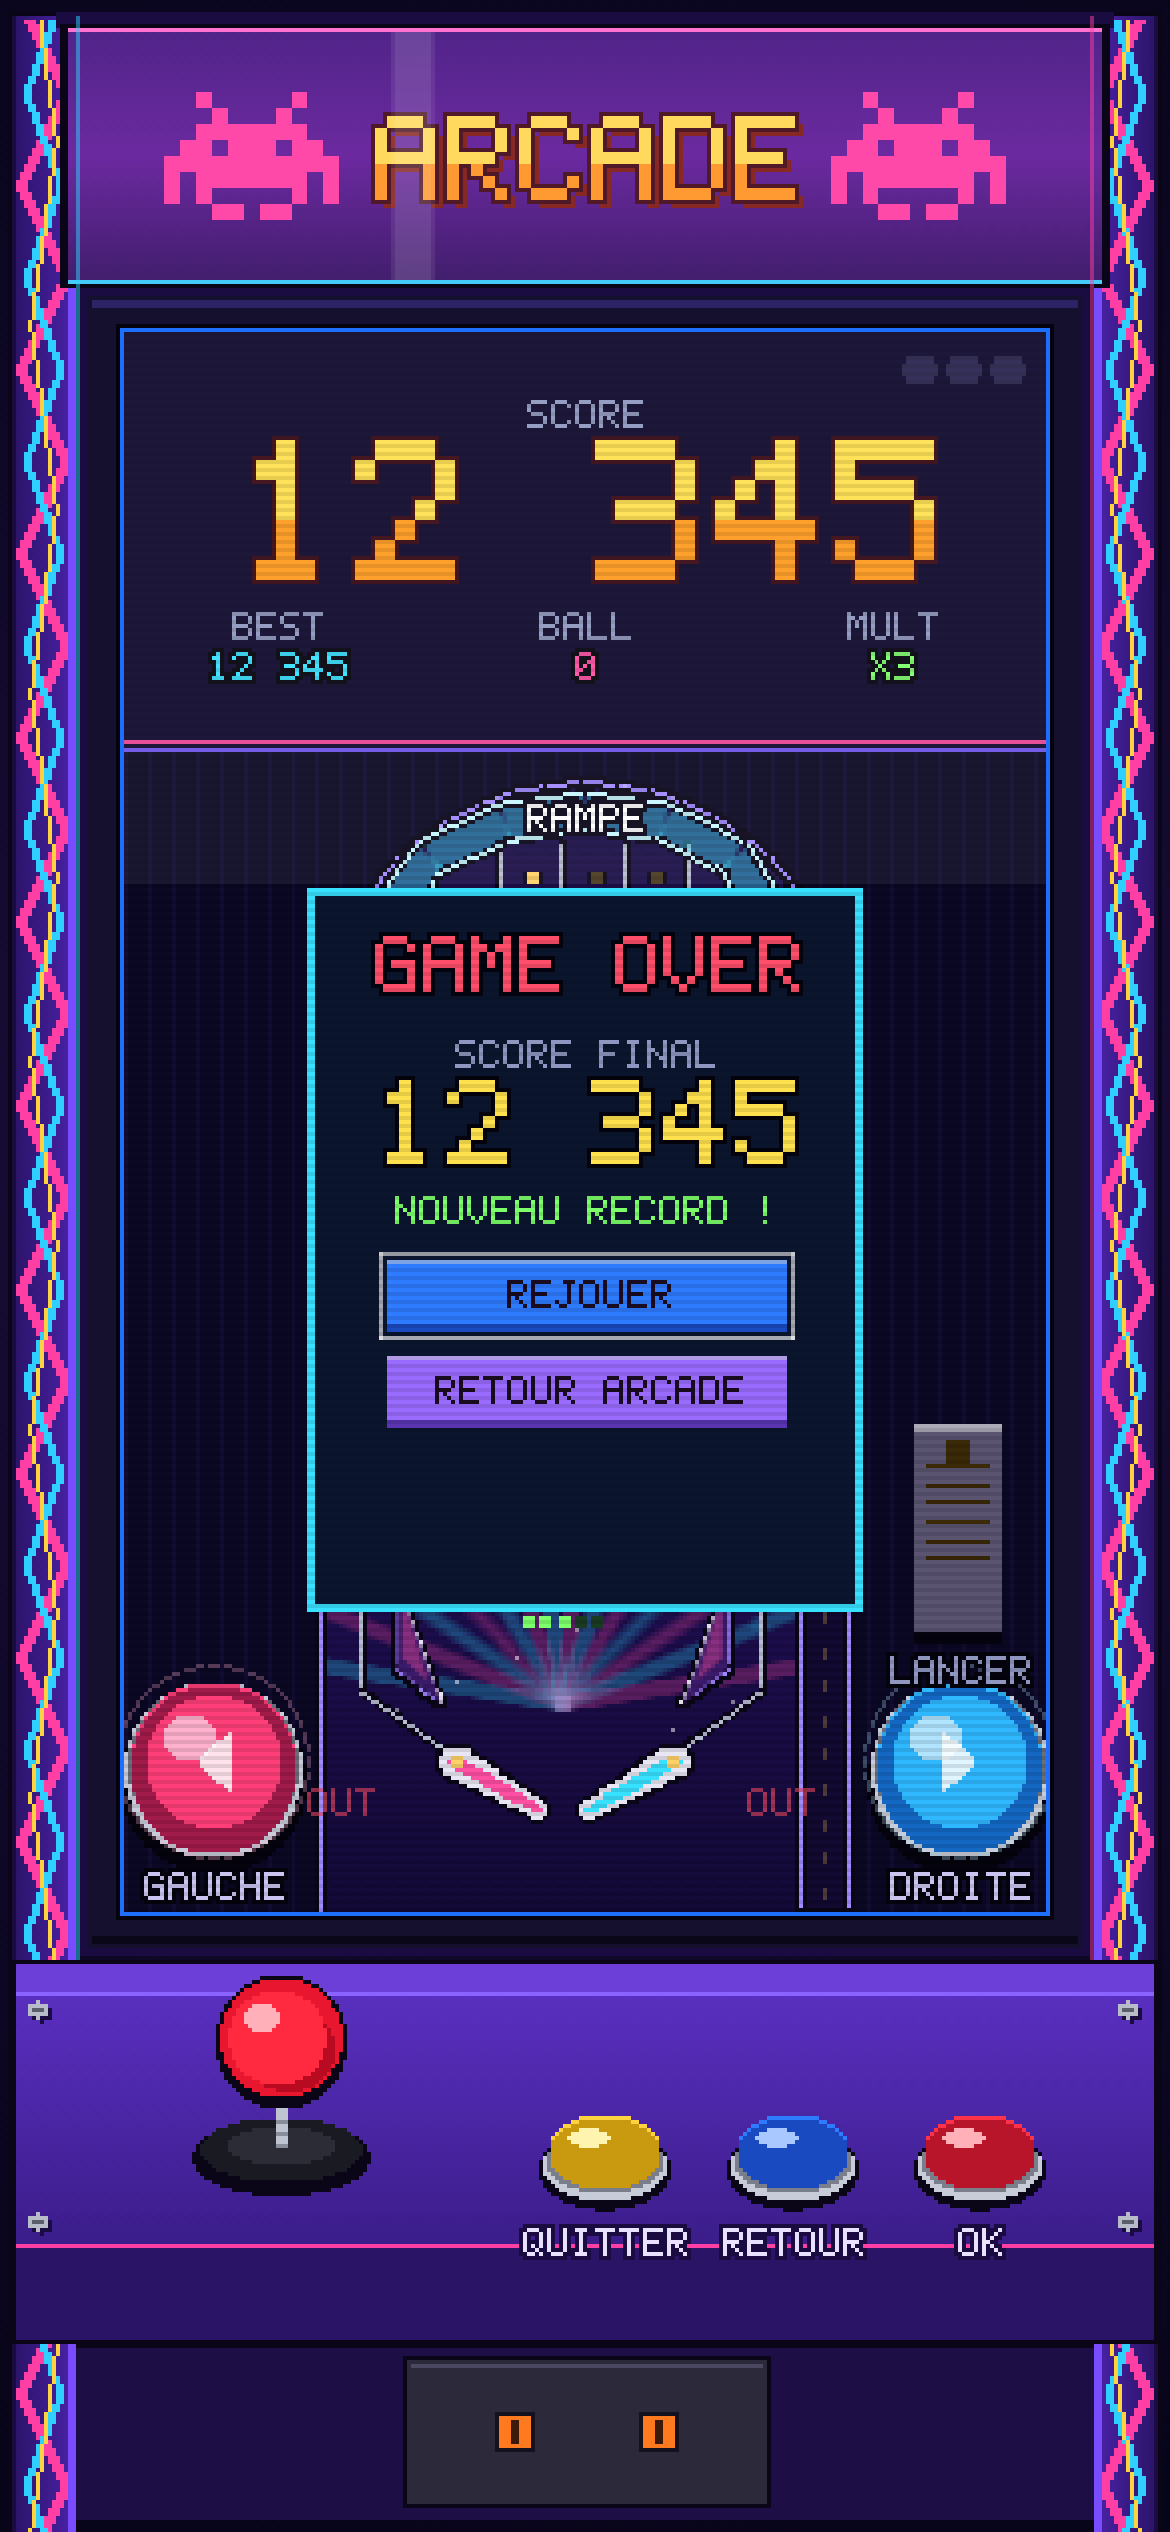 ARCADE
SCORE
12 345
BEST BALL MULT
12 345 0 X3
RAMPE
GAME OVER
SCORE FINAL
12 345
NOUVEAU RECORD !
REJOUER
RETOUR ARCADE
LANCER
OUT OUT
GAUCHE DROITE
QUITTER RETOUR OK